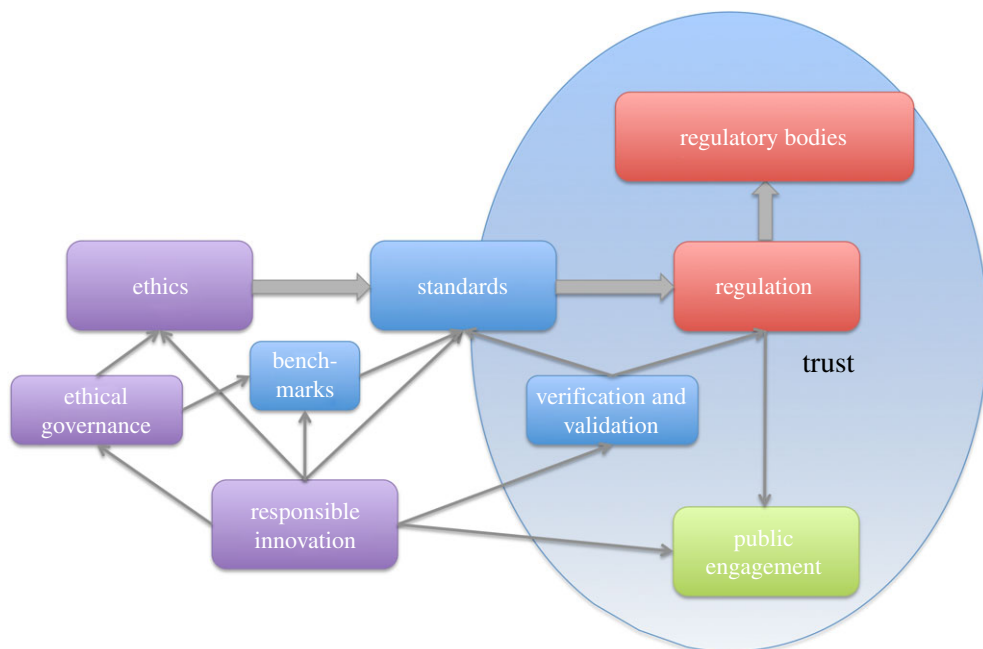 regulatory bodies
ethics
standards
regulation
trust
bench-
marks
ethical
governance
verification and
validation
responsible
innovation
public
engagement